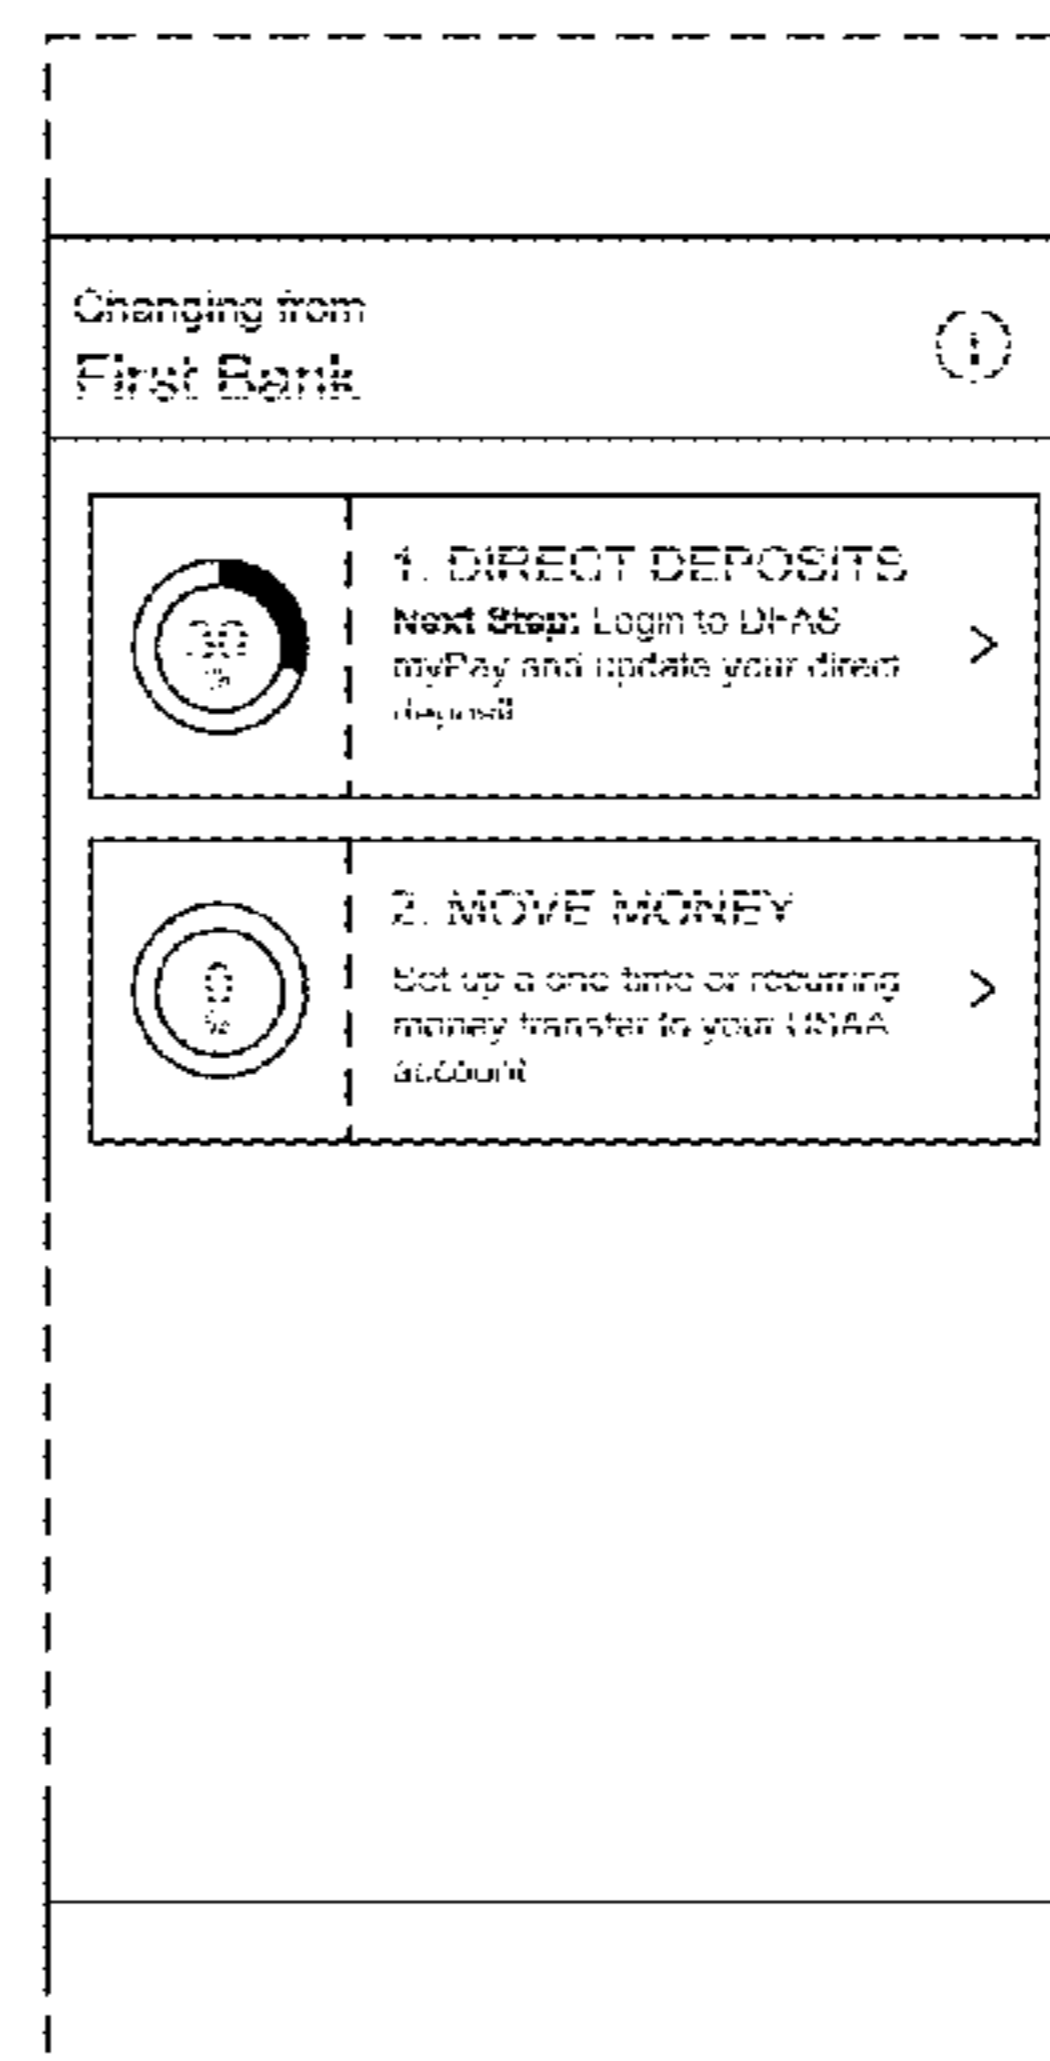 Changing from
First Bank
i
1. DIRECT DEPOSITS
Next Step: Login to DFAS
myPay and update your direct
deposit
30
%
2. MOVE MONEY
Set up a one time or recurring
money transfer to your USAA
account
0
%